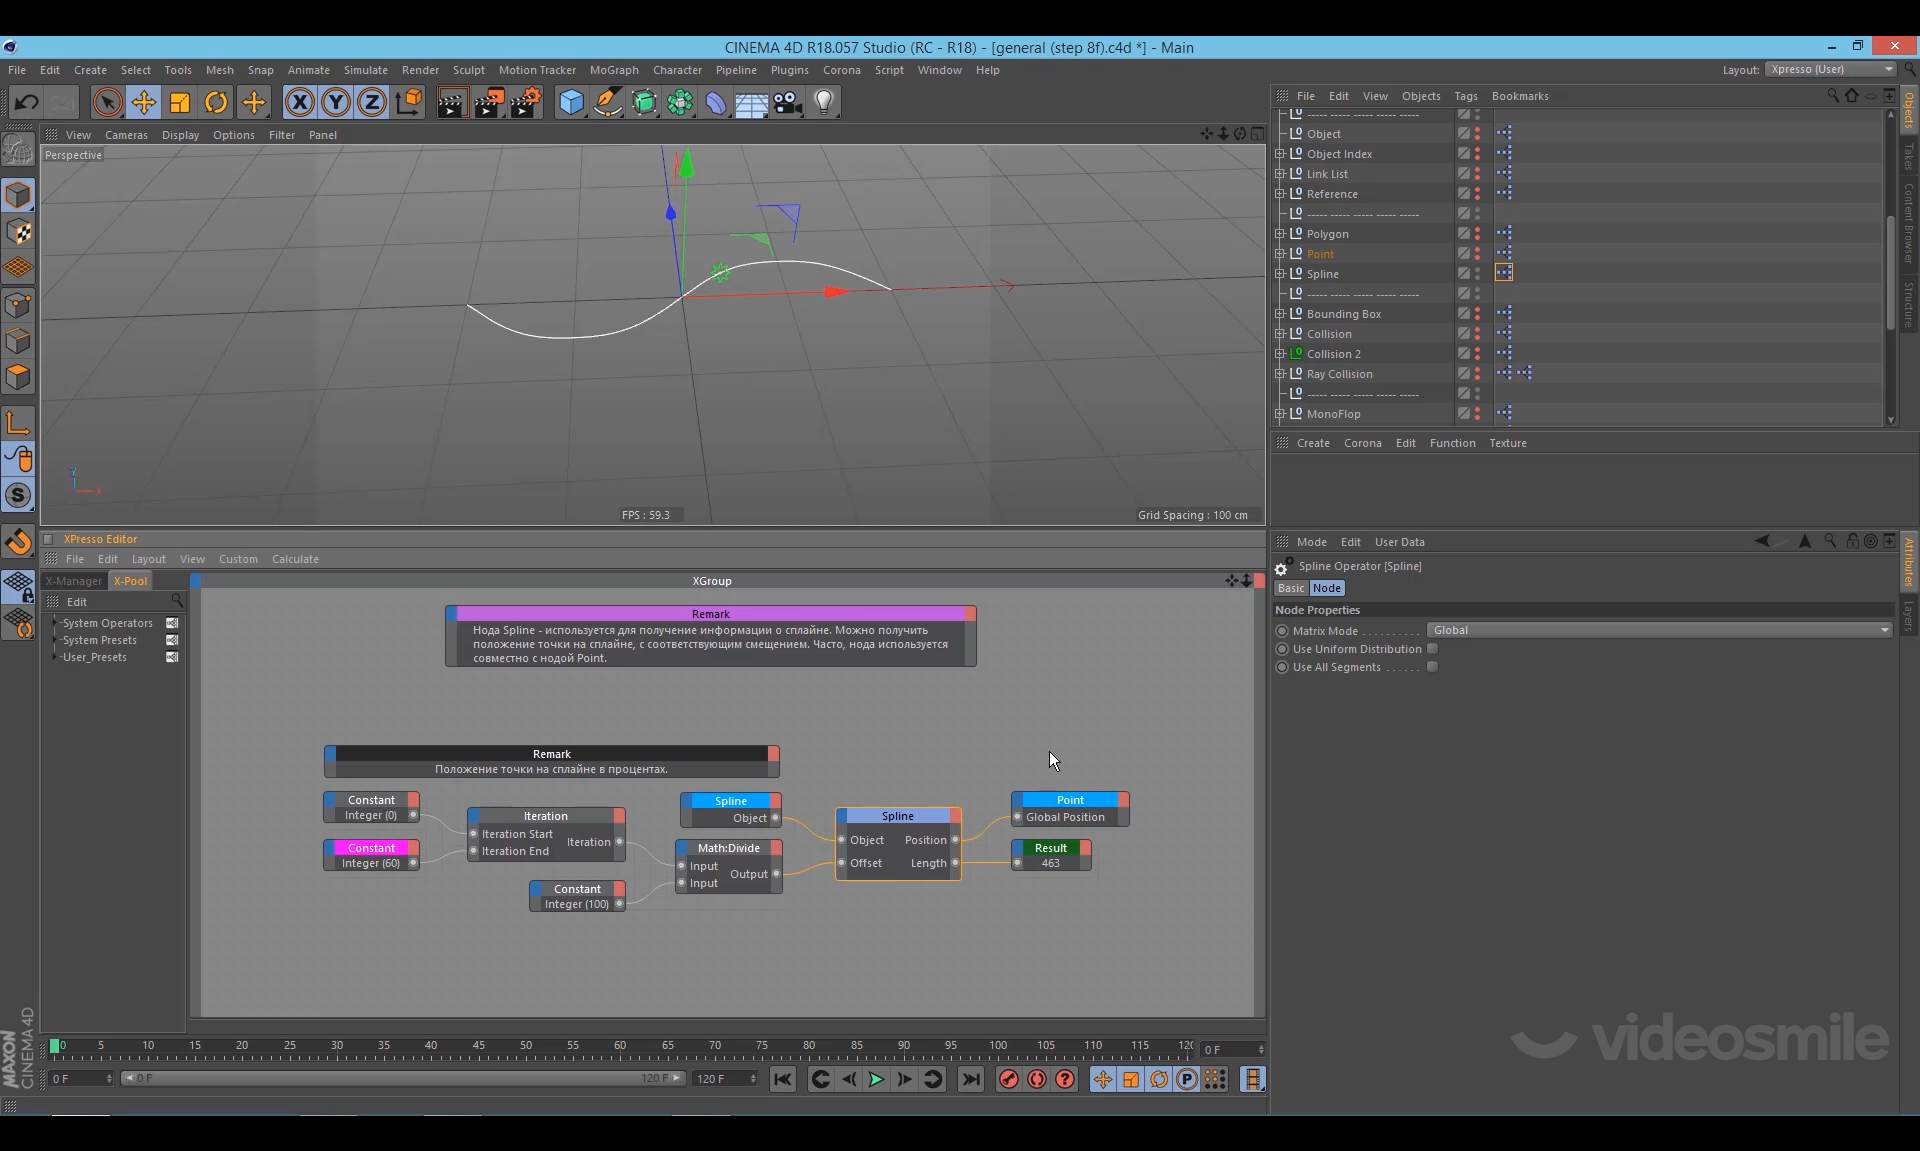 CINEMA 4D R18.057 Studio (RC - R18) - [general (step 8f).c4d *] - Main
File Edit Create Select Tools Mesh Snap Animate Simulate Render Sculpt Motion Tracker MoGraph Character Pipeline Plugins Corona Script Window Help
Layout: Xpresso (User)
File Edit View Objects Tags Bookmarks
View Cameras Display Options Filter Panel
Perspective
FPS : 59.3
Grid Spacing : 100 cm
Y
X
----- ----- ----- ----- -----
Object
Object Index
Link List
Reference
----- ----- ----- ----- -----
Polygon
Point
Spline
----- ----- ----- ----- -----
Bounding Box
Collision
Collision 2
Ray Collision
----- ----- ----- ----- -----
MonoFlop
Objects
Takes
Content Browser
Structure
Create Corona Edit Function Texture
XPresso Editor
File Edit Layout View Custom Calculate
X-Manager X-Pool
Edit
System Operators
System Presets
User_Presets
XGroup
Remark
Нода Spline - используется для получение информации о сплайне. Можно получить
положение точки на сплайне, с соответствующим смещением. Часто, нода используется
совместно с нодой Point.
Remark
Положение точки на сплайне в процентах.
Constant
Integer (0)
Constant
Integer (60)
Iteration
Iteration Start
Iteration End
Iteration
Constant
Integer (100)
Spline
Object
Math:Divide
Input
Input
Output
Spline
Object Position
Offset Length
Point
Global Position
Result
463
Mode Edit User Data
Spline Operator [Spline]
Basic Node
Node Properties
Matrix Mode . . . . . . . . . . Global
Use Uniform Distribution
Use All Segments . . . . . .
Attributes
Layers
0 5 10 15 20 25 30 35 40 45 50 55 60 65 70 75 80 85 90 95 100 105 110 115 120
0 F
0 F
0 F
120 F
120 F
MAXON
CINEMA 4D
videosmile